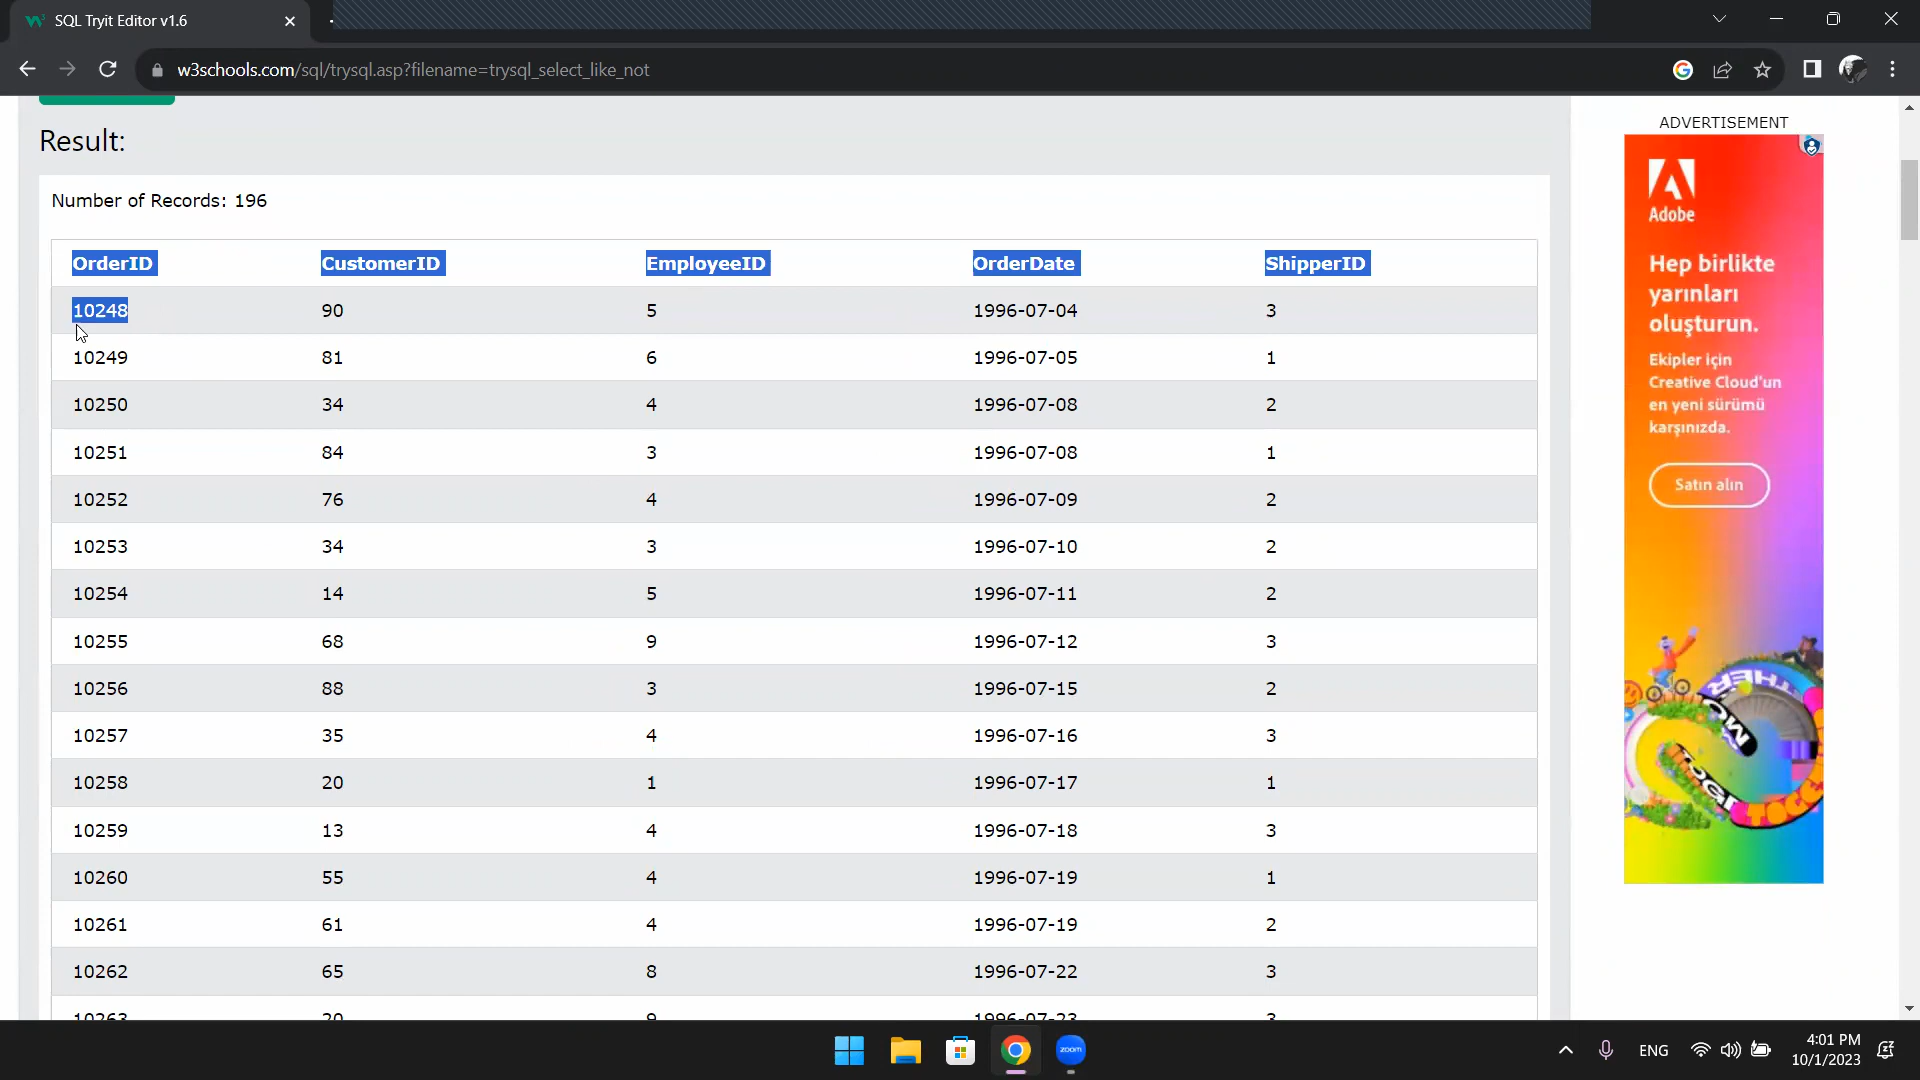 SQL Tryit Editor v1.6
w3schools.com/sql/trysql.asp?filename=trysql_select_like_not
Result:
Number of Records: 196
OrderID CustomerID EmployeeID OrderDate ShipperID
10248 90 5 1996-07-04 3
10249 81 6 1996-07-05 1
10250 34 4 1996-07-08 2
10251 84 3 1996-07-08 1
10252 76 4 1996-07-09 2
10253 34 3 1996-07-10 2
10254 14 5 1996-07-11 2
10255 68 9 1996-07-12 3
10256 88 3 1996-07-15 2
10257 35 4 1996-07-16 3
10258 20 1 1996-07-17 1
10259 13 4 1996-07-18 3
10260 55 4 1996-07-19 1
10261 61 4 1996-07-19 2
10262 65 8 1996-07-22 3
10263 20 9 1996-07-23 3
ADVERTISEMENT
Adobe
Hep birlikte
yarınları
oluşturun.
Ekipler için
Creative Cloud'un
en yeni sürümü
karşınızda.
Satın alın
zoom
ENG
4:01 PM
10/1/2023